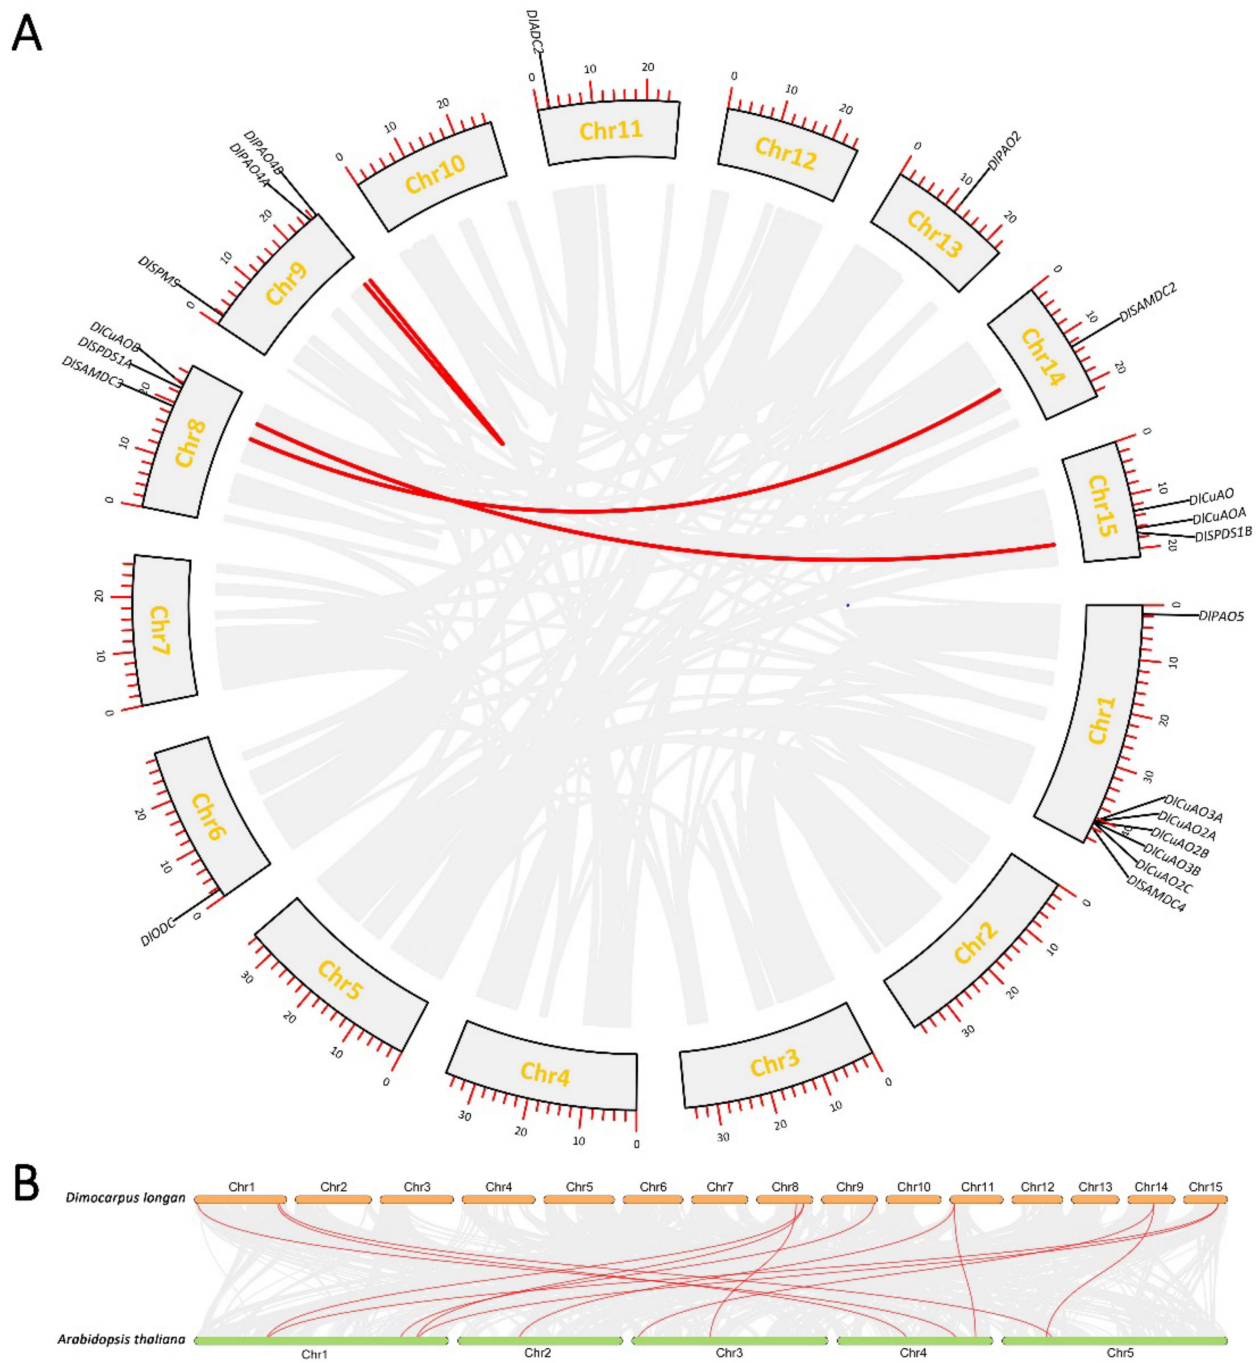 A
DlADC2
0 10 20
Chr11
0 10 20
Chr12
DlPAO2
0 10 20
Chr13
DlSAMDC2
0 10 20
Chr14
0 10 20
Chr15
DlCuAO
DlCuAOA
DlSPDS1B
DlPAO5
0 10 20 30 40
Chr1
DlCuAO3A
DlCuAO2A
DlCuAO2B
DlCuAO3B
DlCuAO2C
DlSAMDC4
0 10 20 30
Chr2
0 10 20 30
Chr3
0 10 20 30
Chr4
0 10 20 30
Chr5
DlODC
0 10 20
Chr6
0 10 20
Chr7
0 10 20
Chr8
DlSAMDC3
DlSPDS1A
DlCuAOB
DlSPMS
0 10 20
Chr9
DlPAO4A
DlPAO4B
0 10 20
Chr10
B
Chr1 Chr2 Chr3 Chr4 Chr5 Chr6 Chr7 Chr8 Chr9 Chr10 Chr11 Chr12 Chr13 Chr14 Chr15
Dimocarpus longan
Arabidopsis thaliana
Chr1 Chr2 Chr3 Chr4 Chr5